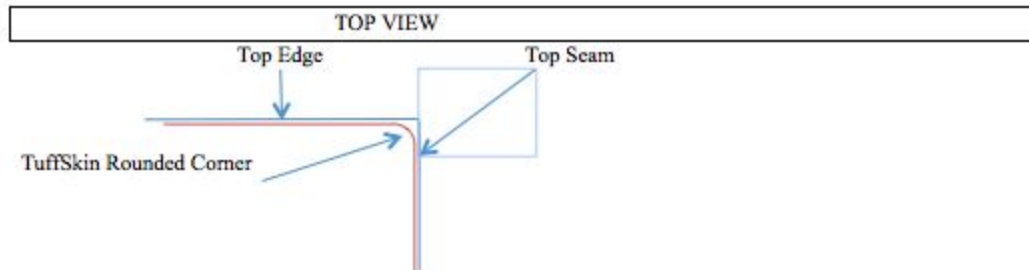 TOP VIEW
Top Edge
Top Seam
TuffSkin Rounded Corner